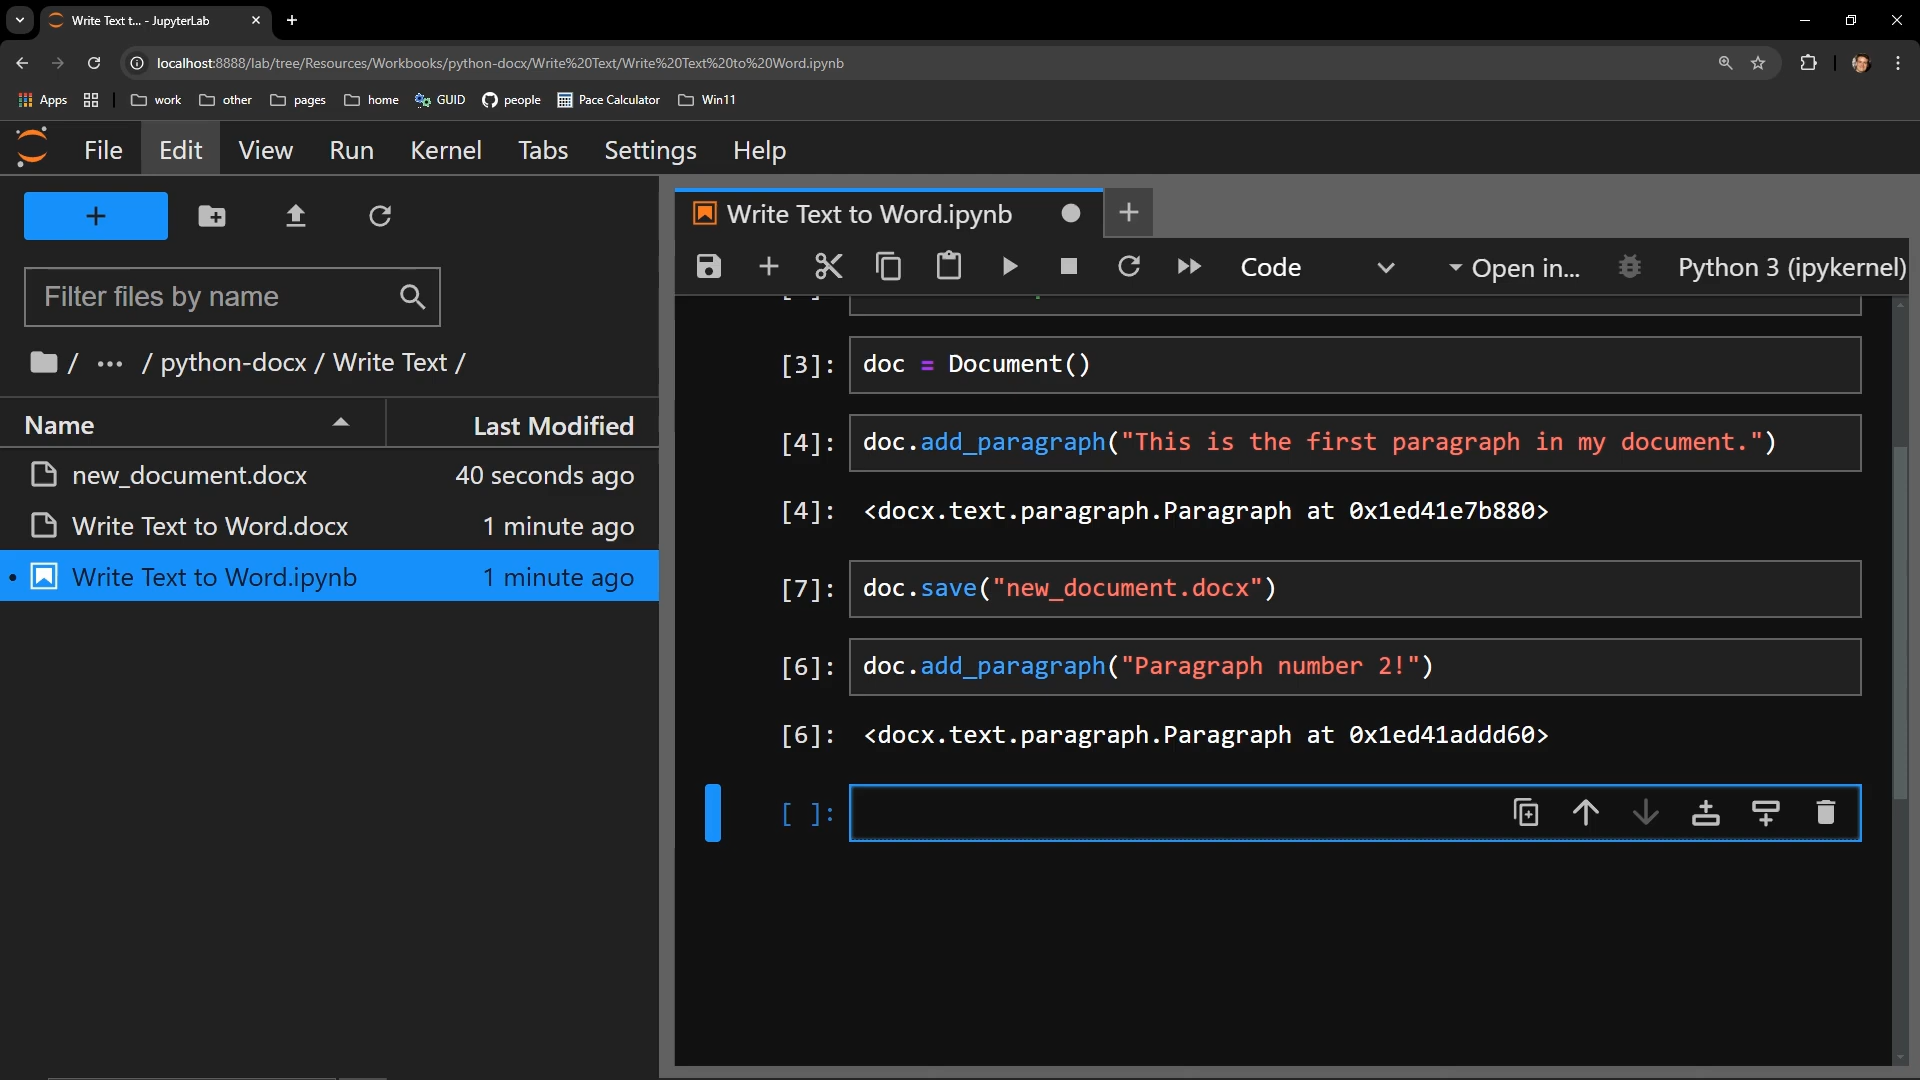 Write Text t... - JupyterLab
localhost:8888/lab/tree/Resources/Workbooks/python-docx/Write%20Text/Write%20Text%20to%20Word.ipynb
Apps work other pages home GUID people Pace Calculator Win11
File Edit View Run Kernel Tabs Settings Help
Filter files by name
/ ... / python-docx / Write Text /
Name Last Modified
new_document.docx 40 seconds ago
Write Text to Word.docx 1 minute ago
Write Text to Word.ipynb 1 minute ago
Write Text to Word.ipynb
Code Open in... Python 3 (ipykernel)
[3]: doc = Document()
[4]: doc.add_paragraph("This is the first paragraph in my document.")
[4]: <docx.text.paragraph.Paragraph at 0x1ed41e7b880>
[7]: doc.save("new_document.docx")
[6]: doc.add_paragraph("Paragraph number 2!")
[6]: <docx.text.paragraph.Paragraph at 0x1ed41addd60>
[ ]: